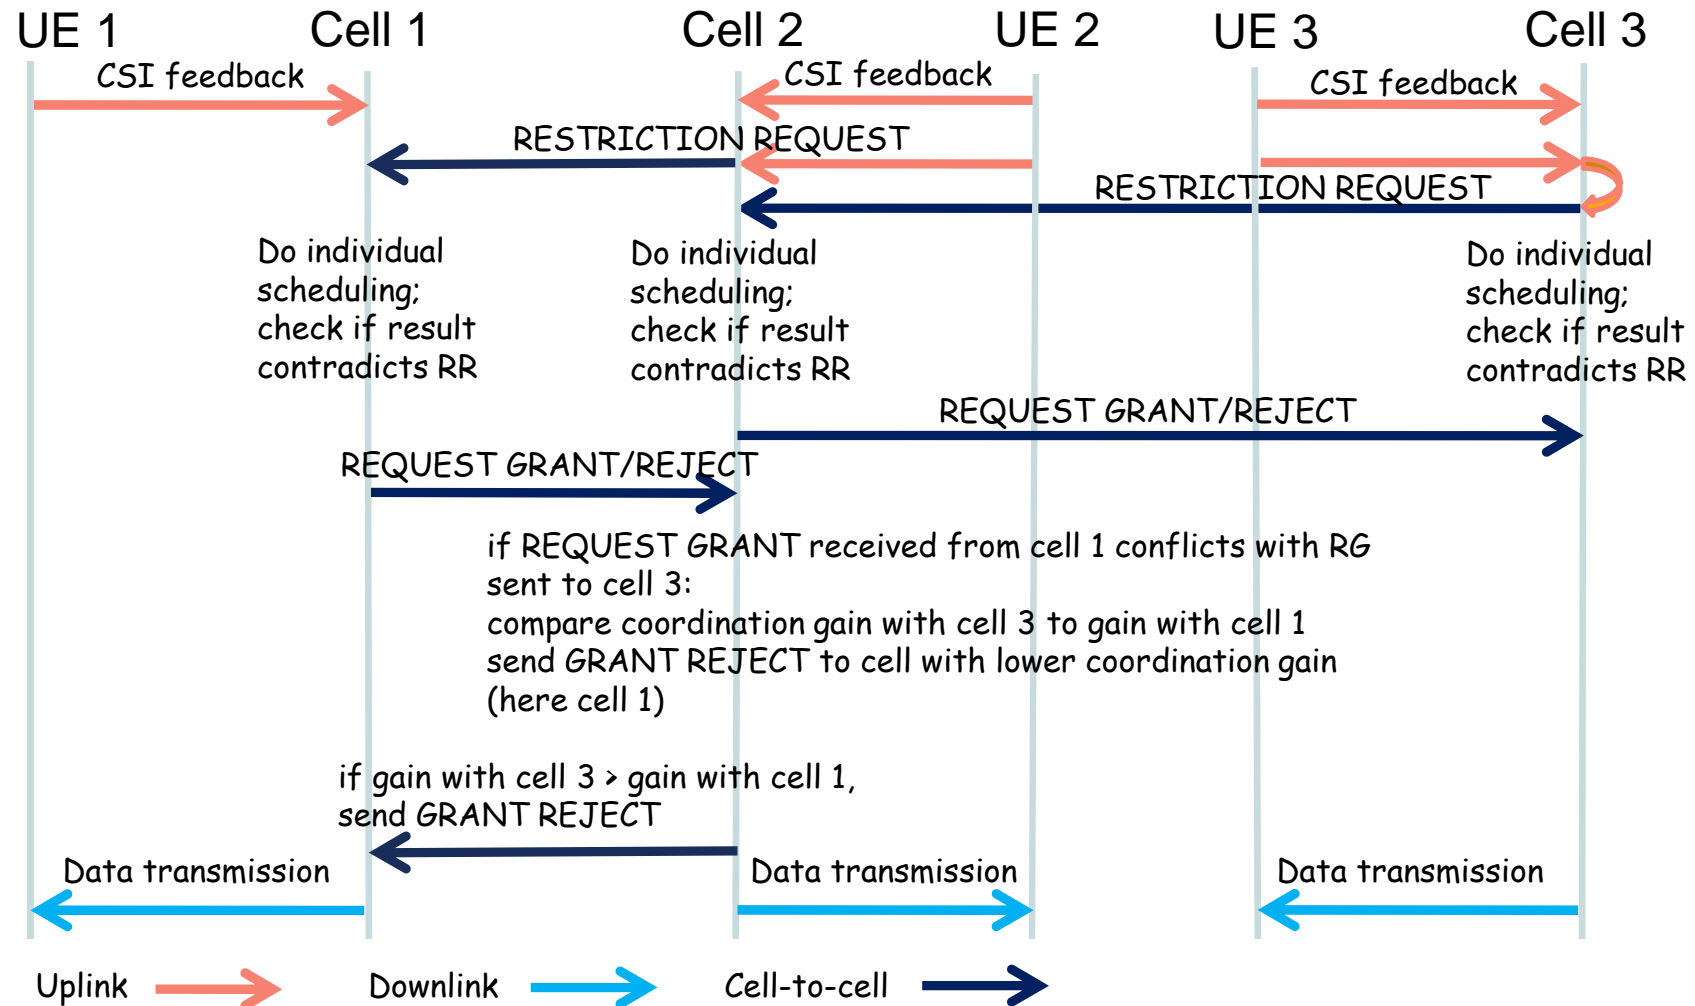 UE 1
Cell 1
Cell 2
UE 2
UE 3
Cell 3
CSI feedback
CSI feedback
CSI feedback
RESTRICTION REQUEST
RESTRICTION REQUEST
Do individual
scheduling;
check if result
contradicts RR
Do individual
scheduling;
check if result
contradicts RR
Do individual
scheduling;
check if result
contradicts RR
REQUEST GRANT/REJECT
REQUEST GRANT/REJECT
if REQUEST GRANT received from cell 1 conflicts with RG
sent to cell 3:
compare coordination gain with cell 3 to gain with cell 1
send GRANT REJECT to cell with lower coordination gain
(here cell 1)
if gain with cell 3 > gain with cell 1,
send GRANT REJECT
Data transmission
Data transmission
Data transmission
Uplink
Downlink
Cell-to-cell